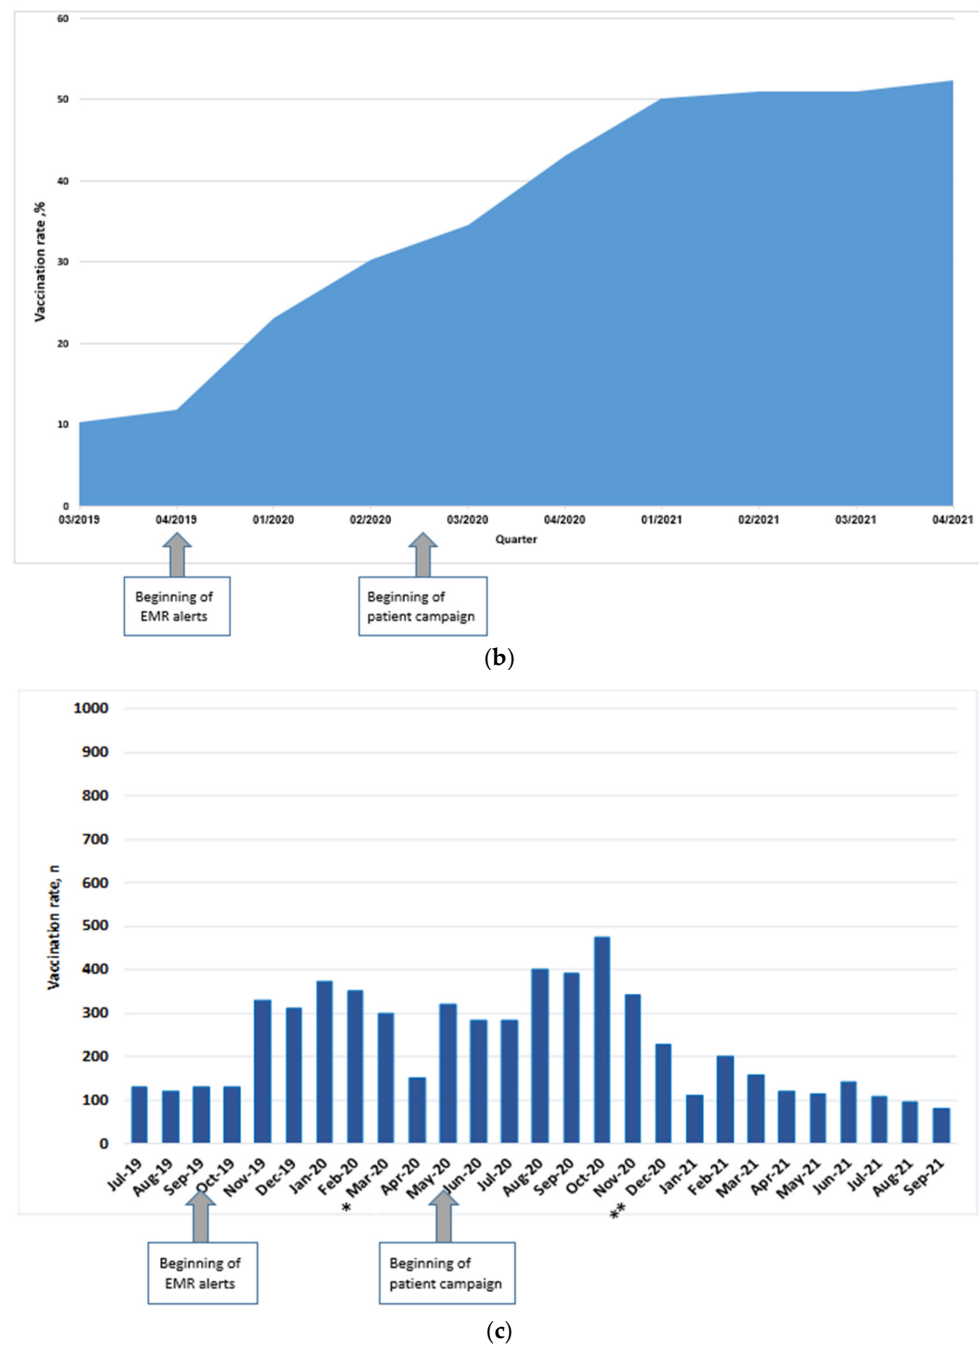 60
50
40
30
20
10
0
Vaccination rate ,%
03/2019 04/2019 01/2020 02/2020 03/2020 04/2020 01/2021 02/2021 03/2021 04/2021
Quarter
Beginning of
EMR alerts
Beginning of
patient campaign
(b)
1000
900
800
700
600
500
400
300
200
100
0
Vaccination rate, n
Jul-19 Aug-19 Sep-19 Oct-19 Nov-19 Dec-19 Jan-20 Feb-20 Mar-20 Apr-20 May-20 Jun-20 Jul-20 Aug-20 Sep-20 Oct-20 Nov-20 Dec-20 Jan-21 Feb-21 Mar-21 Apr-21 May-21 Jun-21 Jul-21 Aug-21 Sep-21
* **
Beginning of
EMR alerts
Beginning of
patient campaign
(c)